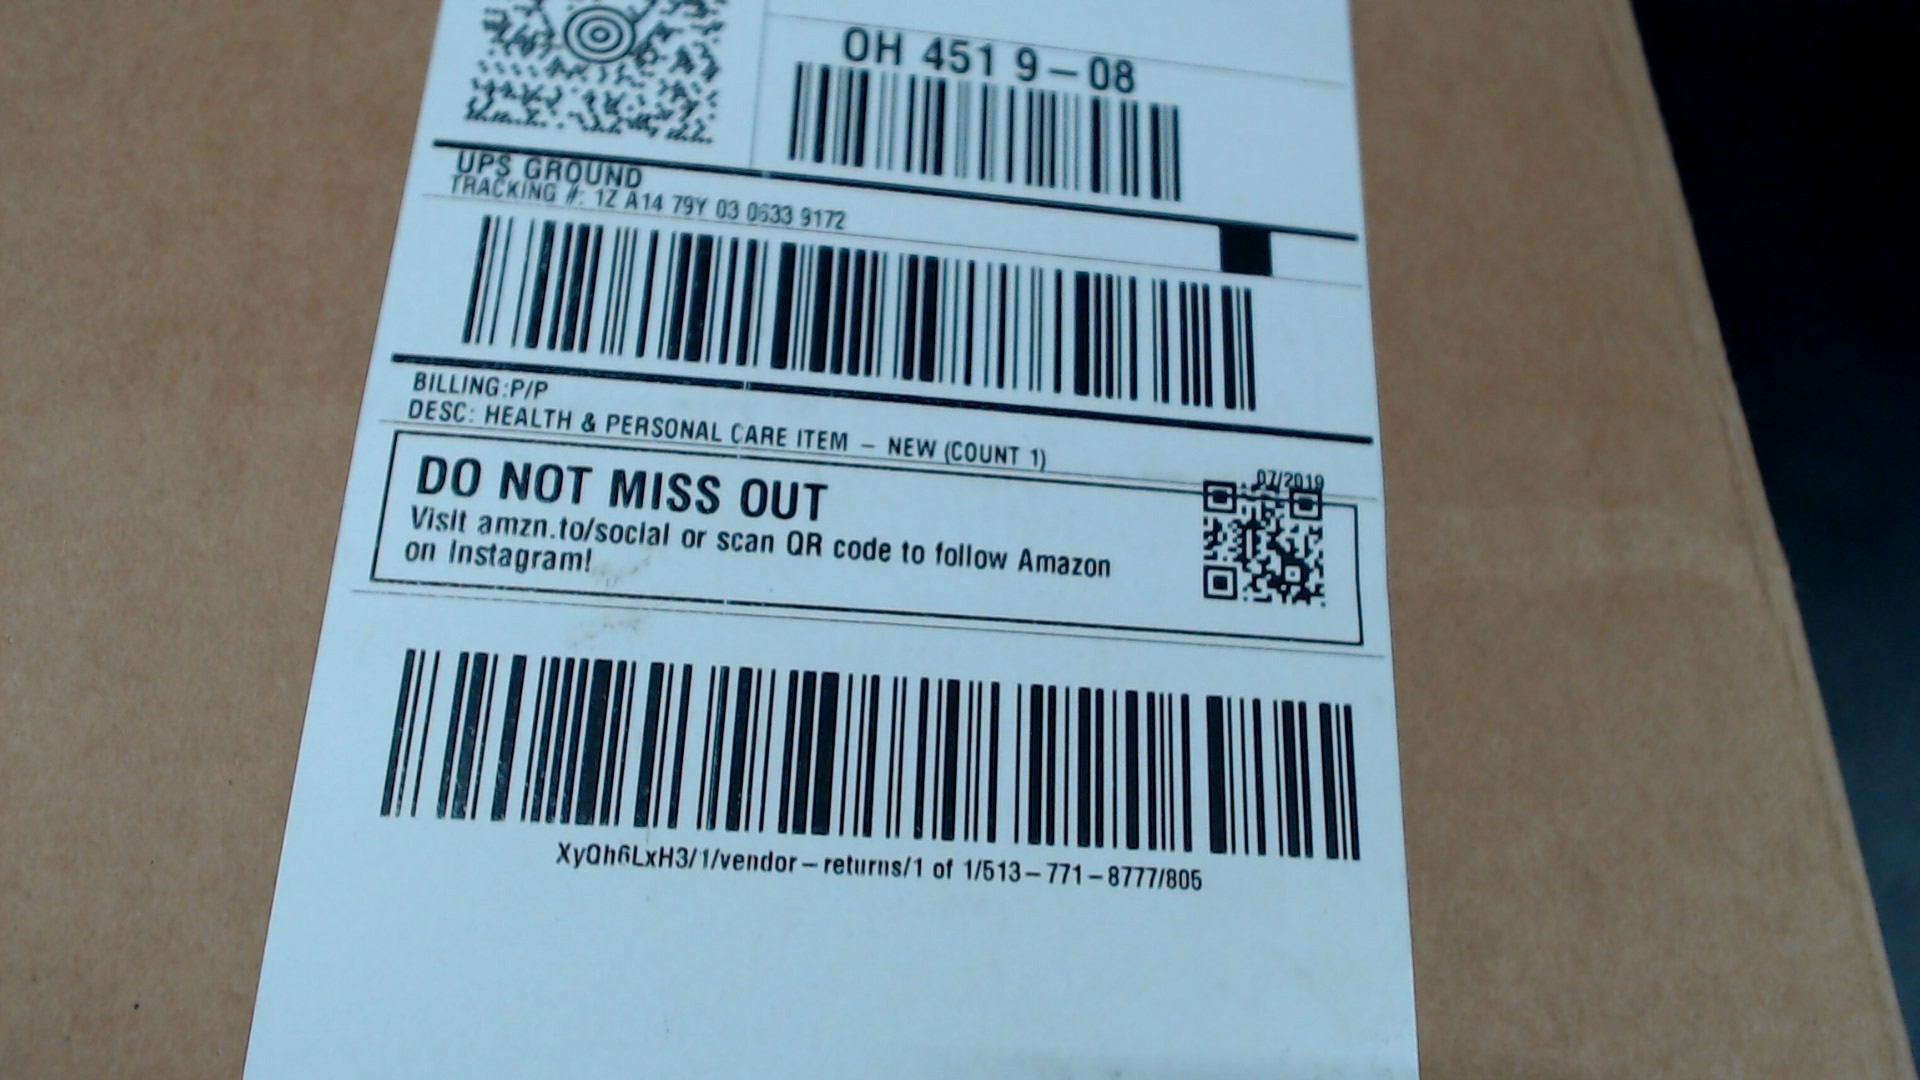 OH 451 9-08
UPS GROUND
TRACKING #: 1Z A14 79Y 03 0633 9172
BILLING:P/P
DESC: HEALTH & PERSONAL CARE ITEM - NEW (COUNT 1)
07/2019
DO NOT MISS OUT
Visit amzn.to/social or scan QR code to follow Amazon
on Instagram!
XyQh6LxH3/1/vendor-returns/1 of 1/513-771-8777/805